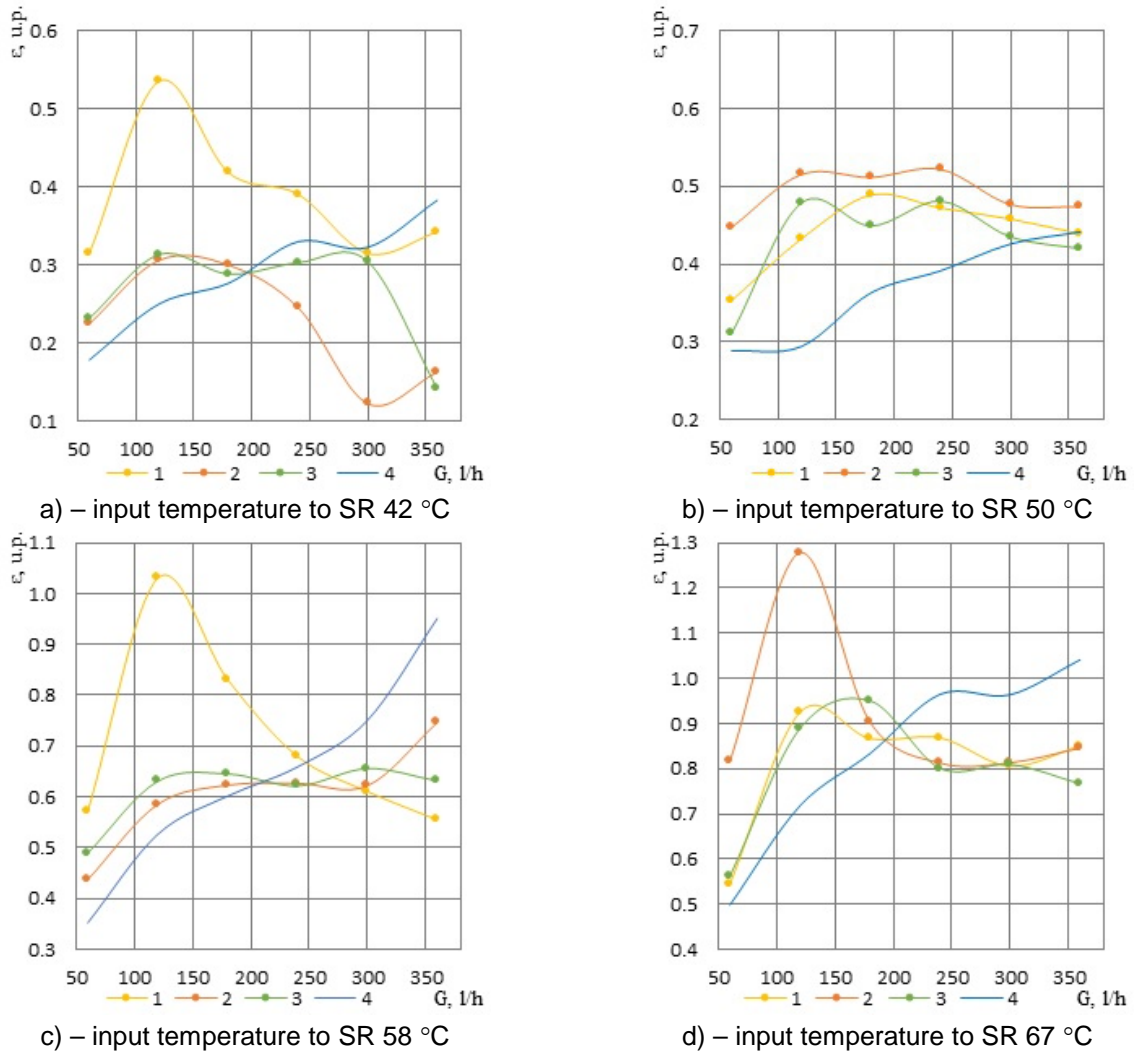 ε, u.p.
0.6
0.5
0.4
0.3
0.2
0.1
50 100 150 200 250 300 350
1 2 3 4 G, l/h
a) – input temperature to SR 42 °C
ε, u.p.
0.7
0.6
0.5
0.4
0.3
0.2
50 100 150 200 250 300 350
1 2 3 4 G, l/h
b) – input temperature to SR 50 °C
ε, u.p.
1.1
1.0
0.9
0.8
0.7
0.6
0.5
0.4
0.3
50 100 150 200 250 300 350
1 2 3 4 G, l/h
c) – input temperature to SR 58 °C
ε, u.p.
1.3
1.2
1.1
1.0
0.9
0.8
0.7
0.6
0.5
0.4
50 100 150 200 250 300 350
1 2 3 4 G, l/h
d) – input temperature to SR 67 °C